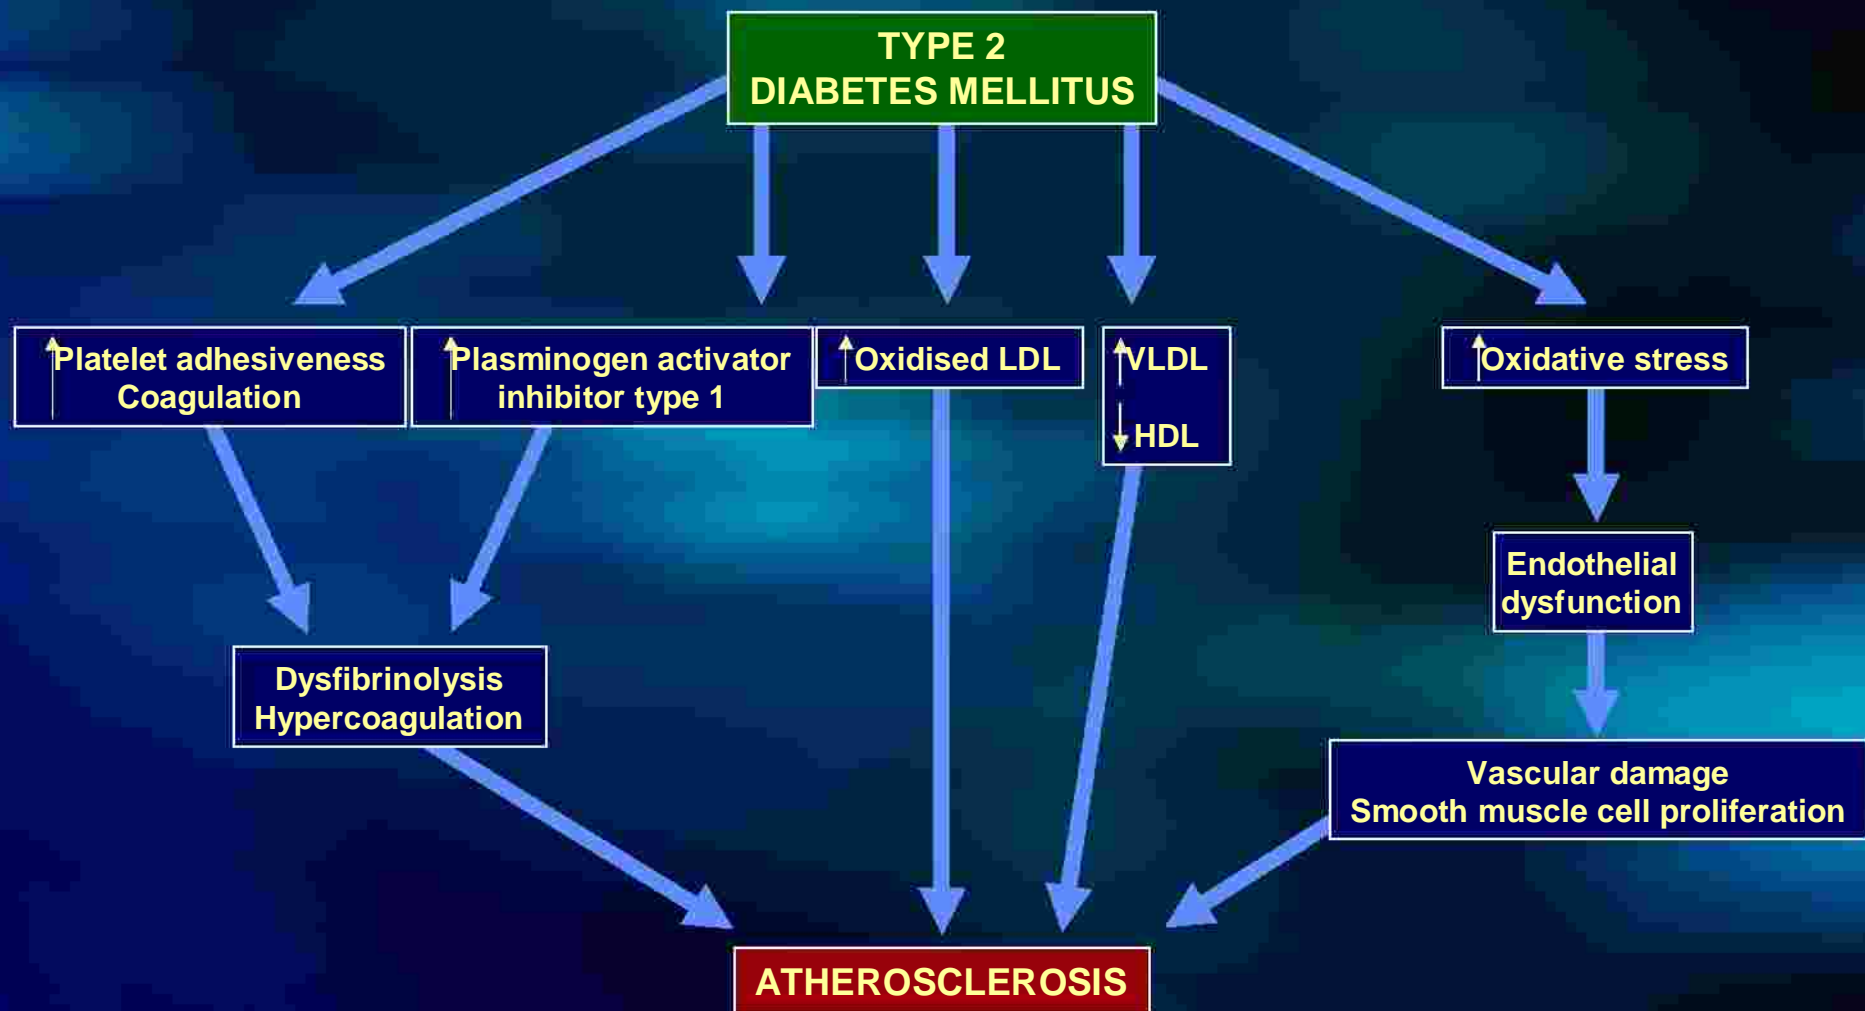 TYPE 2
DIABETES MELLITUS
Platelet adhesiveness
Coagulation
Plasminogen activator
inhibitor type 1
Oxidised LDL
VLDL
HDL
Oxidative stress
Endothelial
dysfunction
Dysfibrinolysis
Hypercoagulation
Vascular damage
Smooth muscle cell proliferation
ATHEROSCLEROSIS